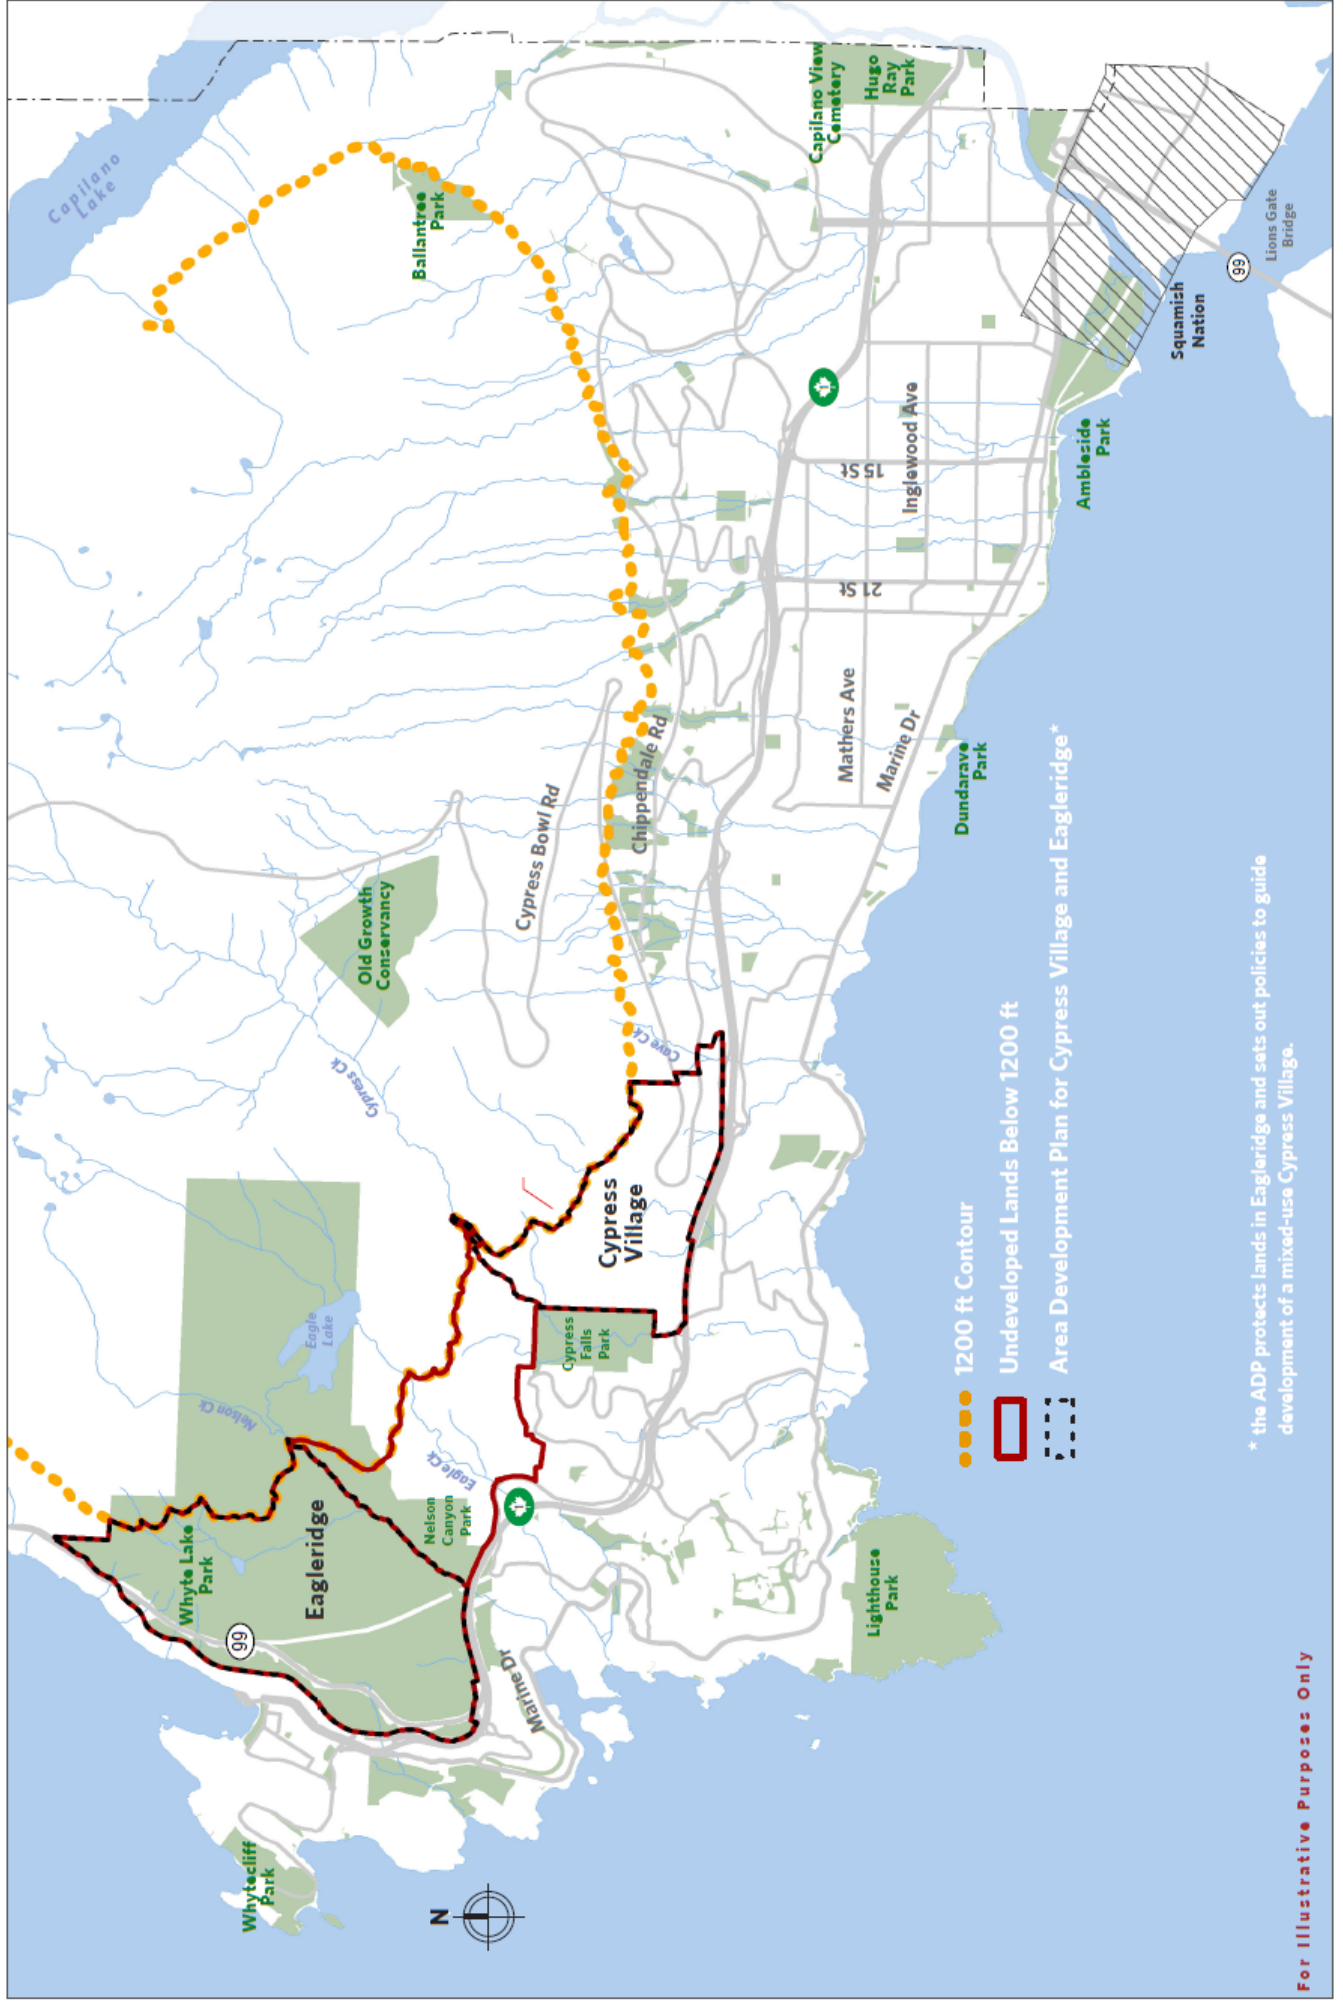 Capilano
Lake
Ballantree
Park
Capilano View
Cemetery
Hugo
Ray
Park
Old Growth
Conservancy
Cypress Ck
Cypress Bowl Rd
Chippendale Rd
Cave Ck
1
15 St
Inglewood Ave
21 St
Mathers Ave
Marine Dr
Ambleside
Park
Squamish
Nation
99
Lions Gate
Bridge
Dundarave
Park
Eagle
Lake
Nelson Ck
Whyte Lake
Park
Eagleridge
99
Eagle Ck
Nelson
Canyon
Park
1
Cypress
Falls
Park
Cypress
Village
Marine Dr
Whytecliff
Park
Lighthouse
Park
N
1200 ft Contour
Undeveloped Lands Below 1200 ft
Area Development Plan for Cypress Village and Eagleridge*
* the ADP protects lands in Eagleridge and sets out policies to guide
development of a mixed-use Cypress Village.
For Illustrative Purposes Only